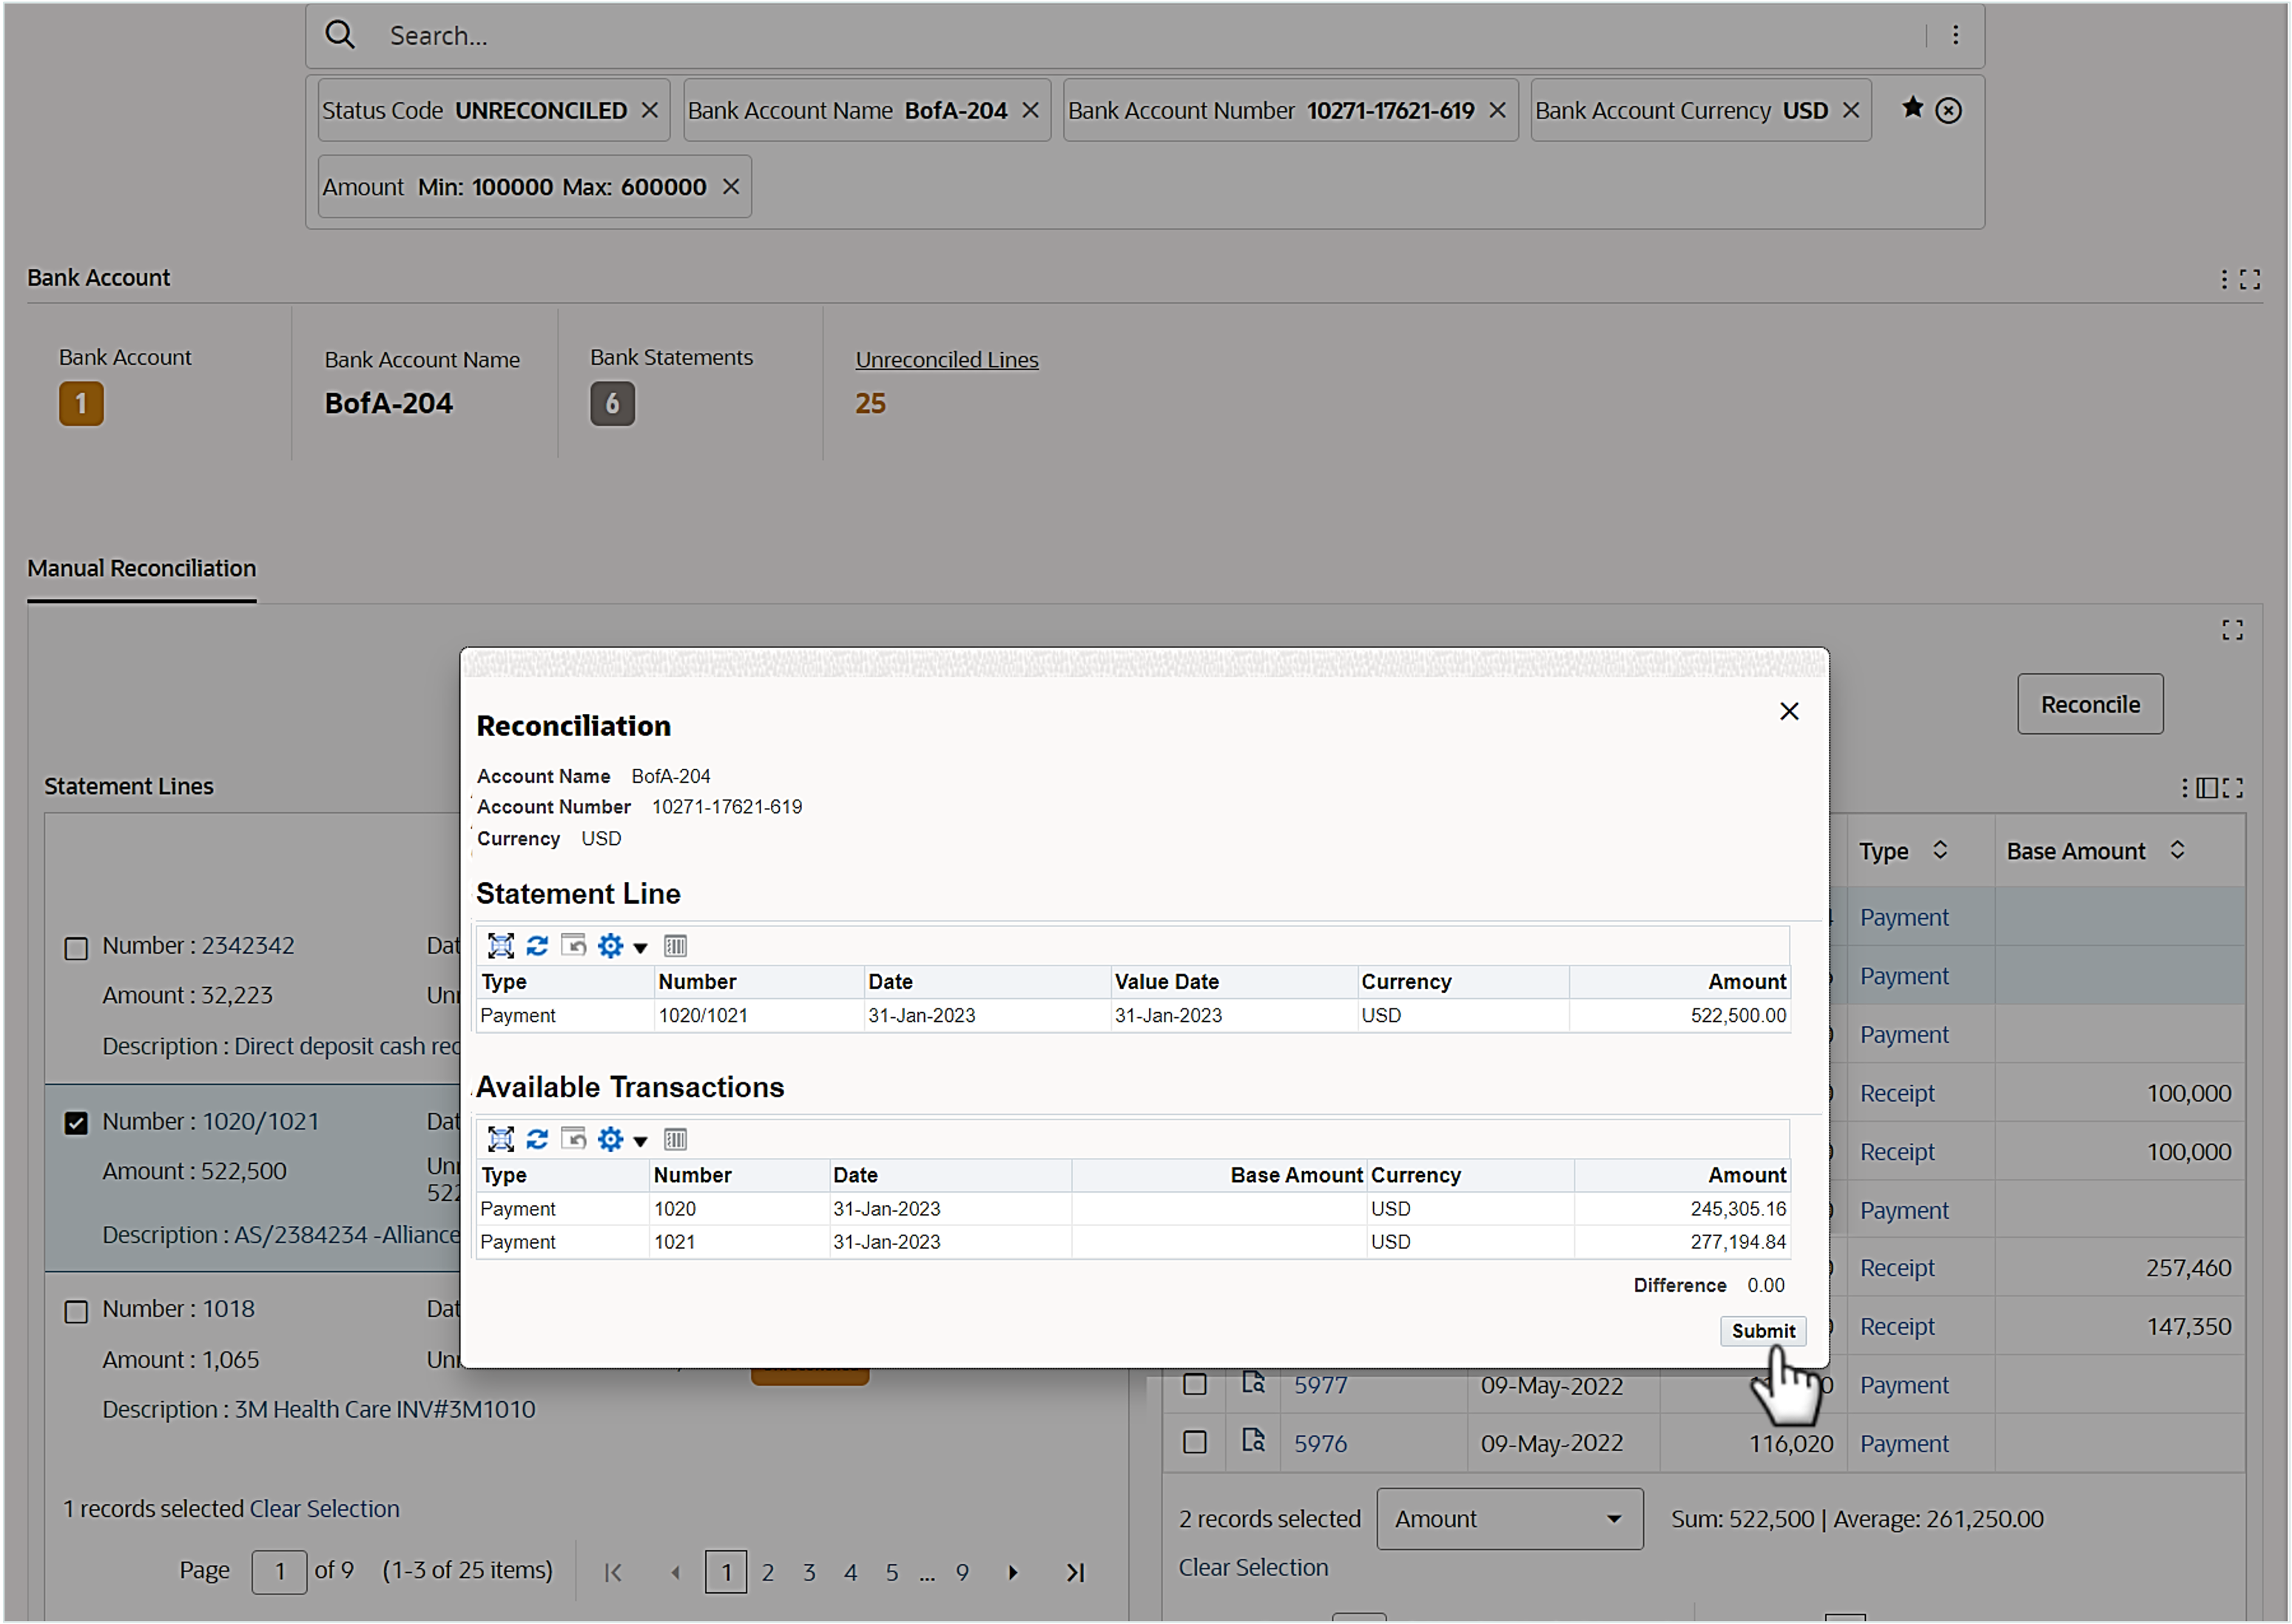 Search...
Status Code UNRECONCILED Bank Account Name BofA-204 Bank Account Number 10271-17621-619 Bank Account Currency USD
Amount Min: 100000 Max: 600000
Bank Account
Bank Account Bank Account Name Bank Statements Unreconciled Lines
1 BofA-204 6 25
Manual Reconciliation
Reconcile
Reconciliation
Account Name BofA-204
Account Number 10271-17621-619
Currency USD
Statement Line
Type Number Date Value Date Currency Amount
Payment 1020/1021 31-Jan-2023 31-Jan-2023 USD 522,500.00
Available Transactions
Type Number Date Base Amount Currency Amount
Payment 1020 31-Jan-2023 USD 245,305.16
Payment 1021 31-Jan-2023 USD 277,194.84
Difference 0.00
Submit
Statement Lines
Number : 2342342
Amount : 32,223
Description : Direct deposit cash
Number : 1020/1021
Amount : 522,500
Description : AS/2384234 -Alliance
Number : 1018
Amount : 1,065
Description : 3M Health Care INV#3M1010
1 records selected Clear Selection
Page 1 of 9 (1-3 of 25 items) 1 2 3 4 5 ... 9
Type Base Amount
Payment
Payment
Payment
Receipt 100,000
Receipt 100,000
Payment
Receipt 257,460
Receipt 147,350
5977 09-May-2022 Payment
5976 09-May-2022 116,020 Payment
2 records selected Amount Sum: 522,500 | Average: 261,250.00
Clear Selection